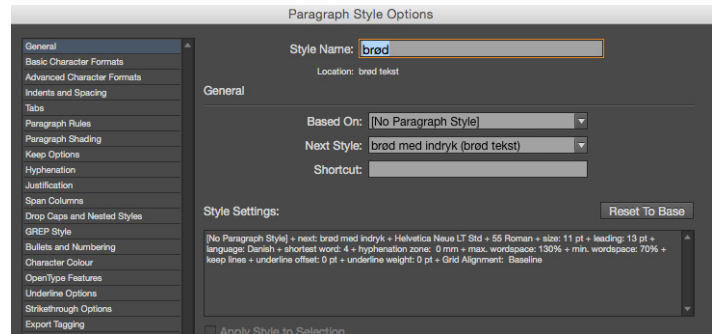 Paragraph Style Options
General
Basic Character Formats
Advanced Character Formats
Indents and Spacing
Tabs
Paragraph Rules
Paragraph Shading
Keep Options
Hyphenation
Justification
Span Columns
Drop Caps and Nested Styles
GREP Style
Bullets and Numbering
Character Colour
OpenType Features
Underline Options
Strikethrough Options
Export Tagging
Style Name: brød
Location: brød tekst
General
Based On: [No Paragraph Style]
Next Style: brød med indryk (brød tekst)
Shortcut:
Style Settings:
Reset To Base
[No Paragraph Style] + next: brød med indryk + Helvetica Neue LT Std + 55 Roman + size: 11 pt + leading: 13 pt +
language: Danish + shortest word: 4 + hyphenation zone: 0 mm + max. wordspace: 130% + min. wordspace: 70% +
keep lines + underline offset: 0 pt + underline weight: 0 pt + Grid Alignment: Baseline
Apply Style to Selection